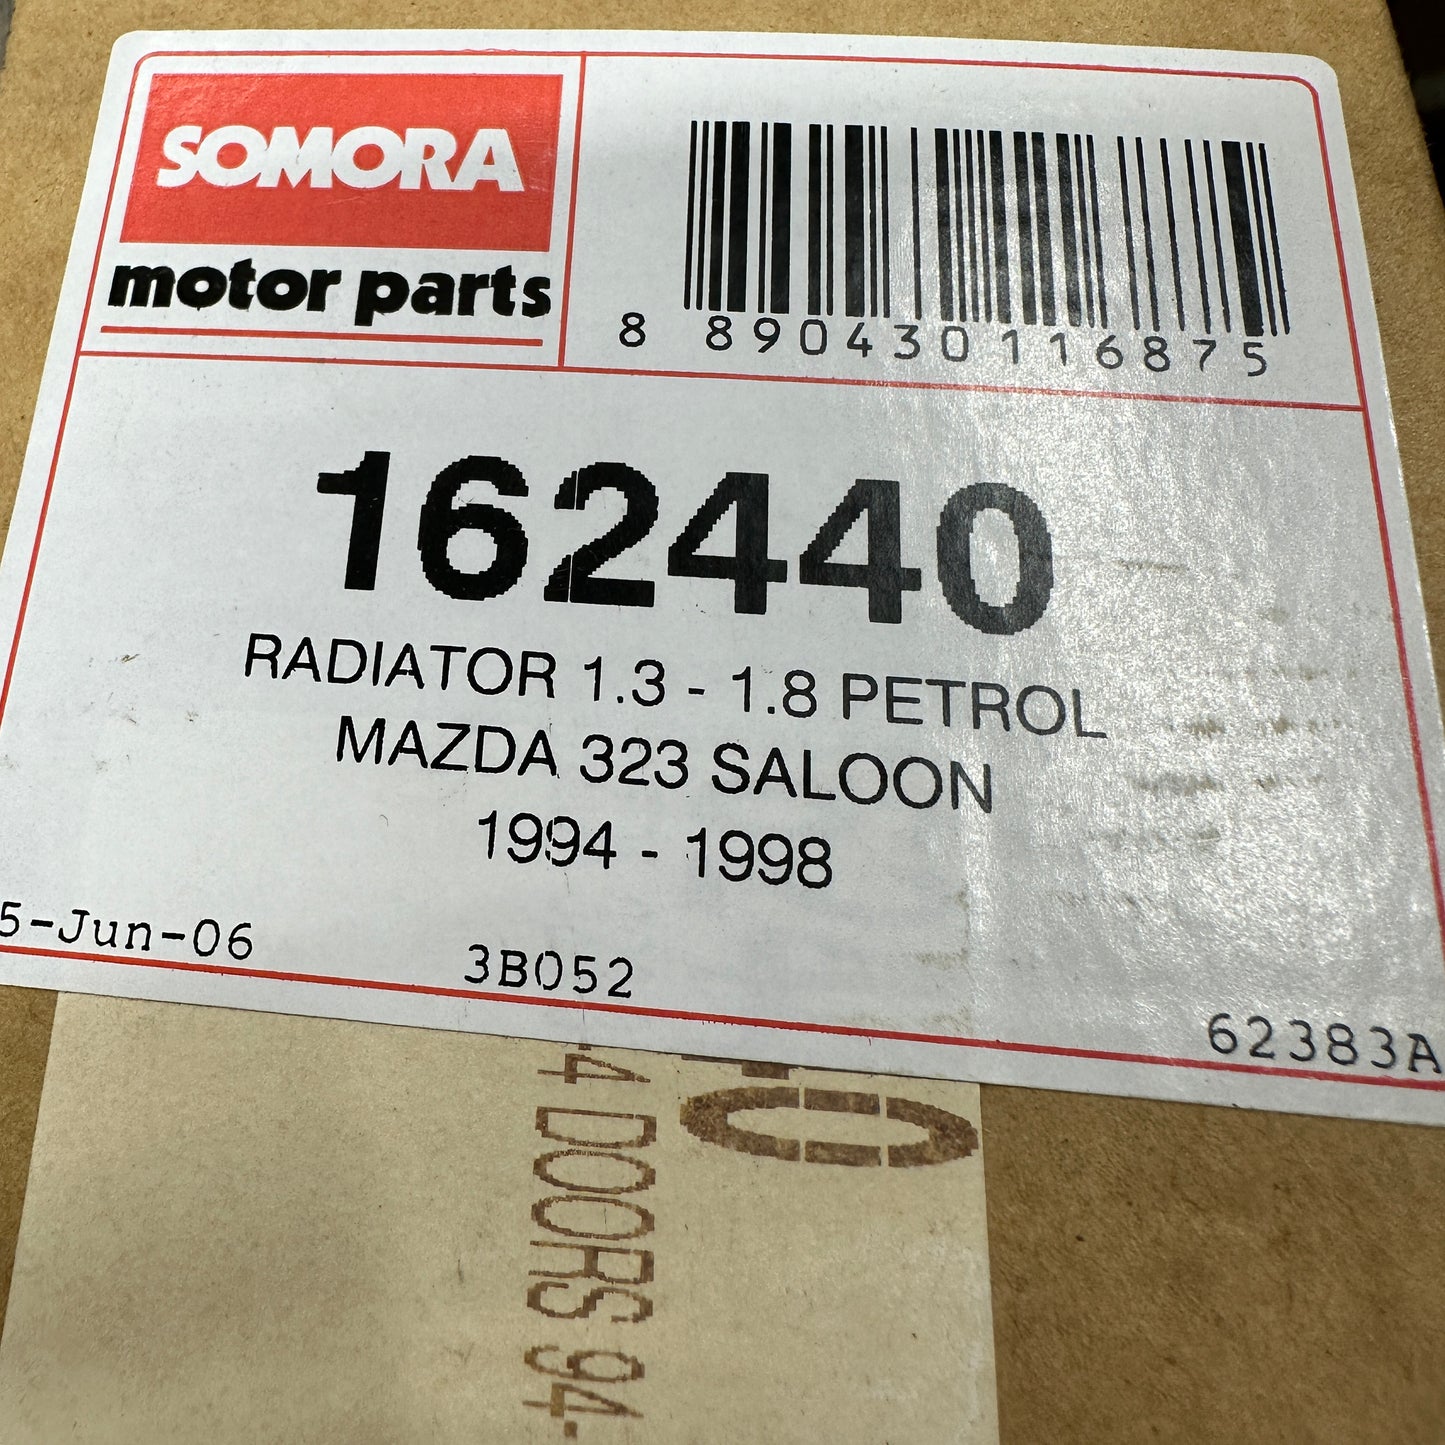 SOMORA
motor parts
8 890430 116875
162440
RADIATOR 1.3 - 1.8 PETROL
MAZDA 323 SALOON
1994 - 1998
5-Jun-06
3B052
62383A
4 DOORS 94-